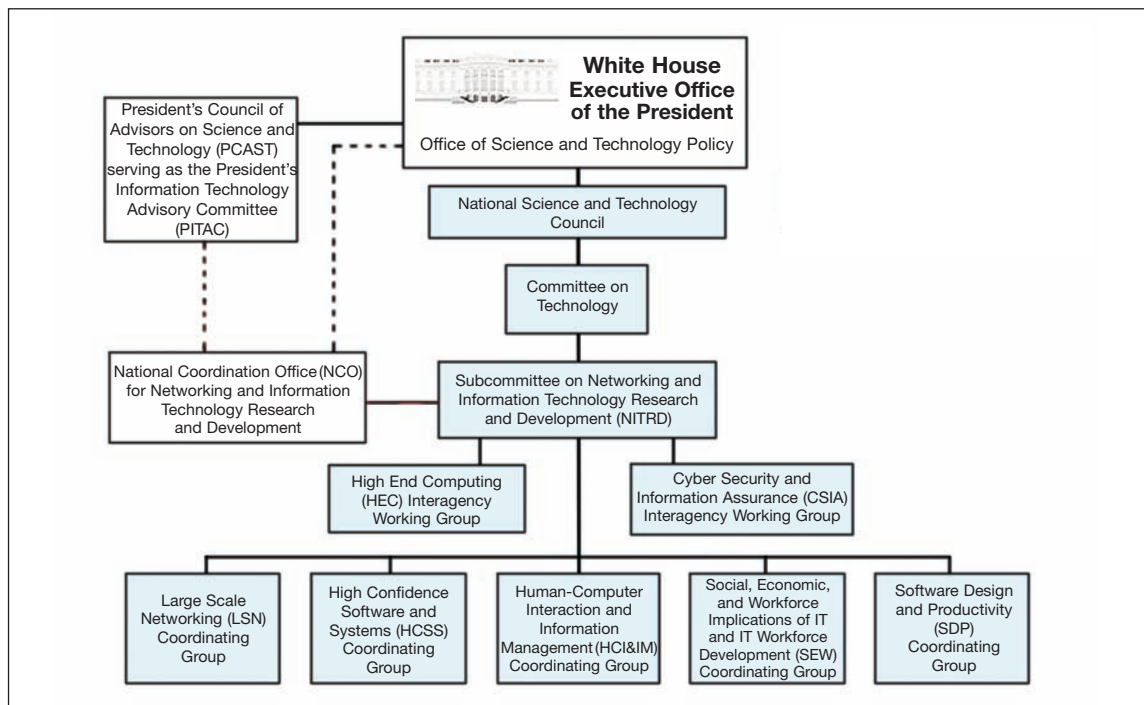 White House
Executive Office
of the President
Office of Science and Technology Policy
President's Council of
Advisors on Science and
Technology (PCAST)
serving as the President's
Information Technology
Advisory Committee
(PITAC)
National Science and Technology
Council
Committee on
Technology
National Coordination Office (NCO)
for Networking and Information
Technology Research
and Development
Subcommittee on Networking and
Information Technology Research
and Development (NITRD)
High End Computing
(HEC) Interagency
Working Group
Cyber Security and
Information Assurance (CSIA)
Interagency Working Group
Large Scale
Networking (LSN)
Coordinating
Group
High Confidence
Software and
Systems (HCSS)
Coordinating
Group
Human-Computer
Interaction and
Information
Management (HCI&IM)
Coordinating Group
Social, Economic,
and Workforce
Implications of IT
and IT Workforce
Development (SEW)
Coordinating Group
Software Design
and Productivity
(SDP)
Coordinating
Group